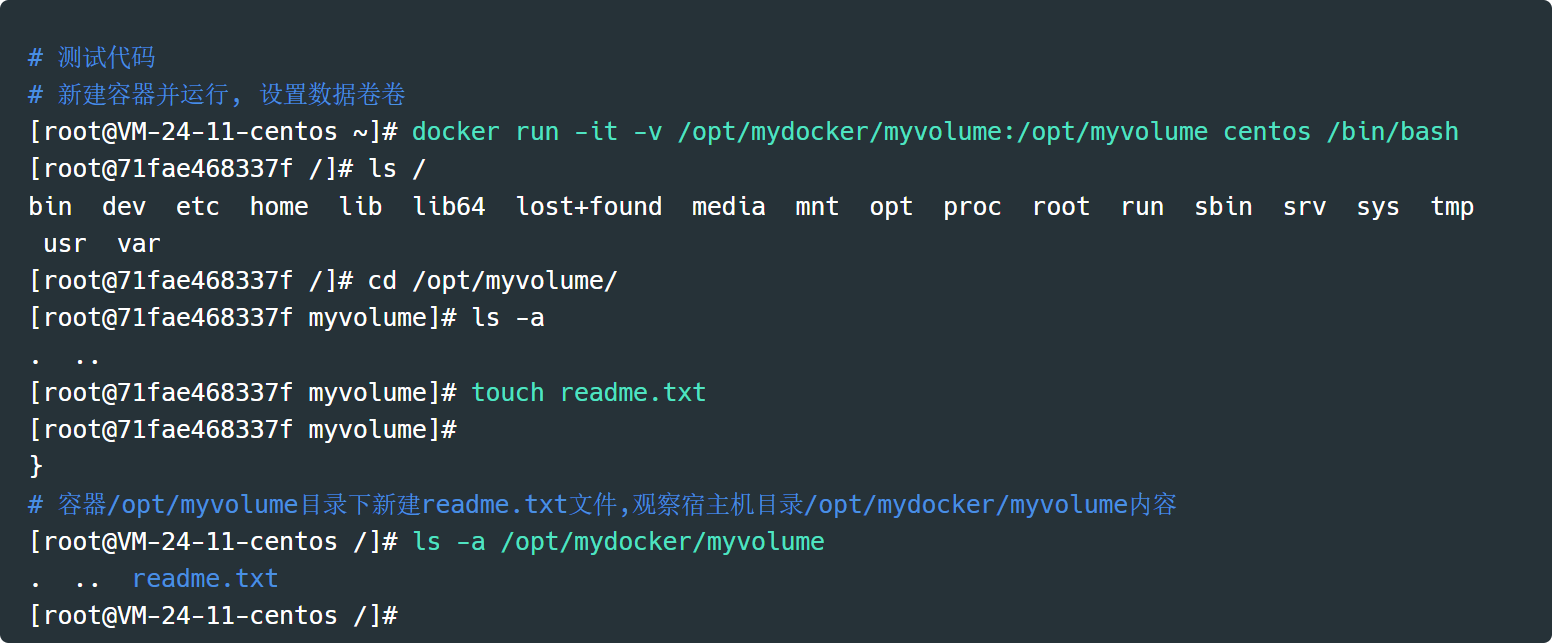 # 测试代码
# 新建容器并运行, 设置数据卷卷
[root@VM-24-11-centos ~]# docker run -it -v /opt/mydocker/myvolume:/opt/myvolume centos /bin/bash
[root@71fae468337f /]# ls /
bin  dev  etc  home  lib  lib64  lost+found  media  mnt  opt  proc  root  run  sbin  srv  sys  tmp
 usr  var
[root@71fae468337f /]# cd /opt/myvolume/
[root@71fae468337f myvolume]# ls -a
.  ..
[root@71fae468337f myvolume]# touch readme.txt
[root@71fae468337f myvolume]#
}
# 容器/opt/myvolume目录下新建readme.txt文件,观察宿主机目录/opt/mydocker/myvolume内容
[root@VM-24-11-centos /]# ls -a /opt/mydocker/myvolume
.  ..  readme.txt
[root@VM-24-11-centos /]#